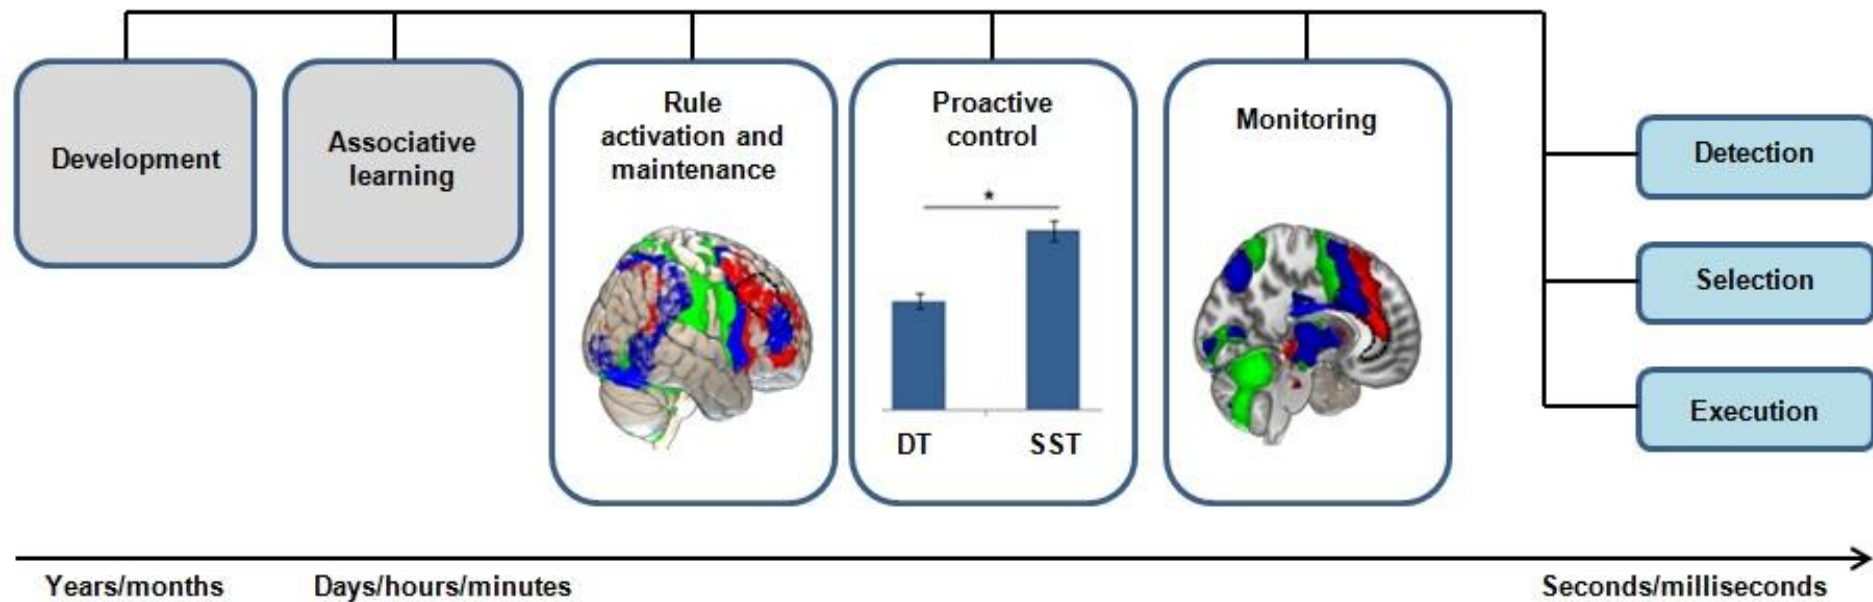 Development
Associative
learning
Rule
activation and
maintenance
Proactive
control
*
DT
SST
Monitoring
Detection
Selection
Execution
Years/months
Days/hours/minutes
Seconds/milliseconds